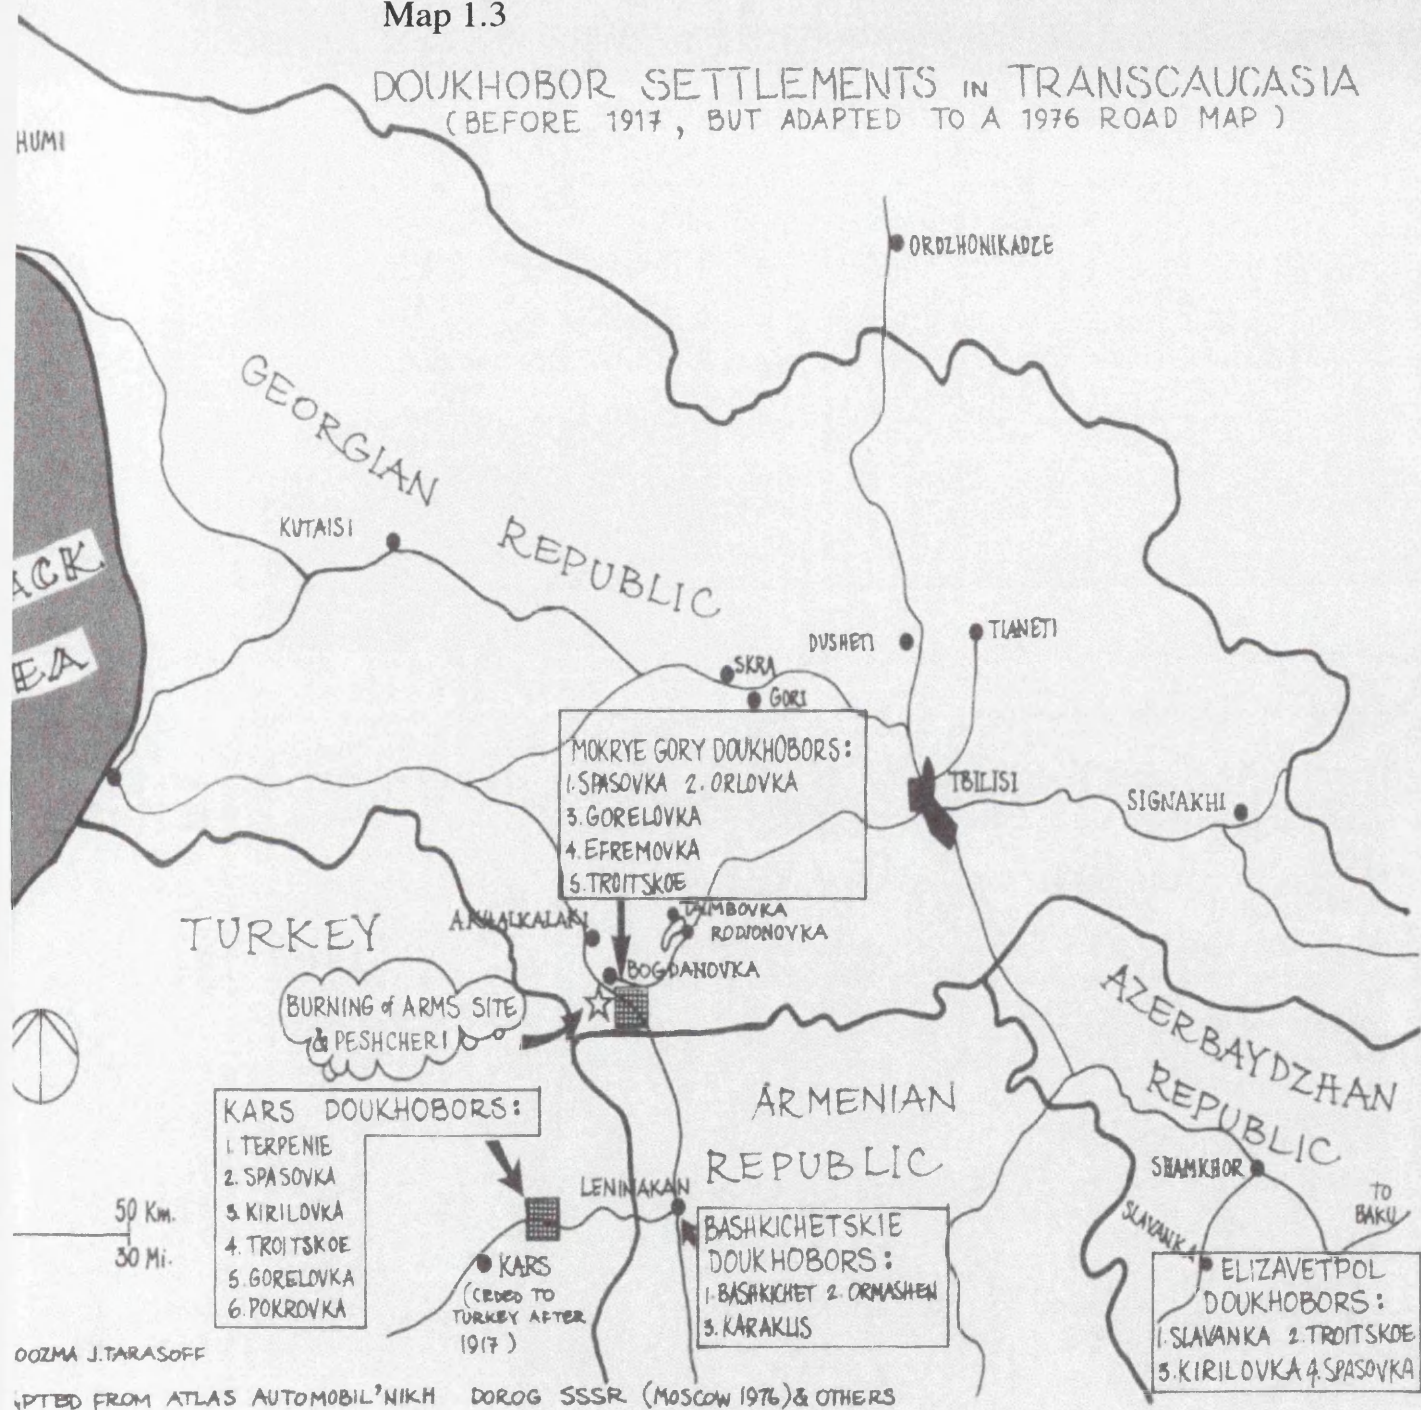 Map 1.3
DOUKHOBOR SETTLEMENTS IN TRANSCAUCASIA
(BEFORE 1917, BUT ADAPTED TO A 1976 ROAD MAP)
HUMI
ORDZHONIKADZE
GEORGIAN
REPUBLIC
KUTAISI
ACK
EA
DUSHETI
TIANETI
SKRA
GORI
MOKRYE GORY DOUKHOBORS:
1. SPASOVKA 2. ORLOVKA
3. GORELOVKA
4. EFREMOVKA
5. TROITSKOE
TBILISI
SIGNAKHI
TURKEY
AKHALKALAKI
TAMBOVKA
RODIONOVKA
BOGDANOVKA
BURNING of ARMS SITE
& PESHCHERI
AZERBAYDZHAN
REPUBLIC
ARMENIAN
REPUBLIC
KARS DOUKHOBORS:
1. TERPENIE
2. SPASOVKA
3. KIRILOVKA
4. TROITSKOE
5. GORELOVKA
6. POKROVKA
LENINAKAN
SHAMKHOR
SLAVANKA
TO
BAKU
50 Km.
30 Mi.
KARS
(CEDED TO
TURKEY AFTER
1917)
BASHKICHETSKIE
DOUKHOBORS:
1. BASHKICHET 2. ORMASHEN
3. KARAKLIS
ELIZAVETPOL
DOUKHOBORS:
1. SLAVANKA 2. TROITSKOE
3. KIRILOVKA 4. SPASOVKA
OOZMA J. TARASOFF
PTED FROM ATLAS AUTOMOBIL'NIKH DOROG SSSR (MOSCOW 1976) & OTHERS